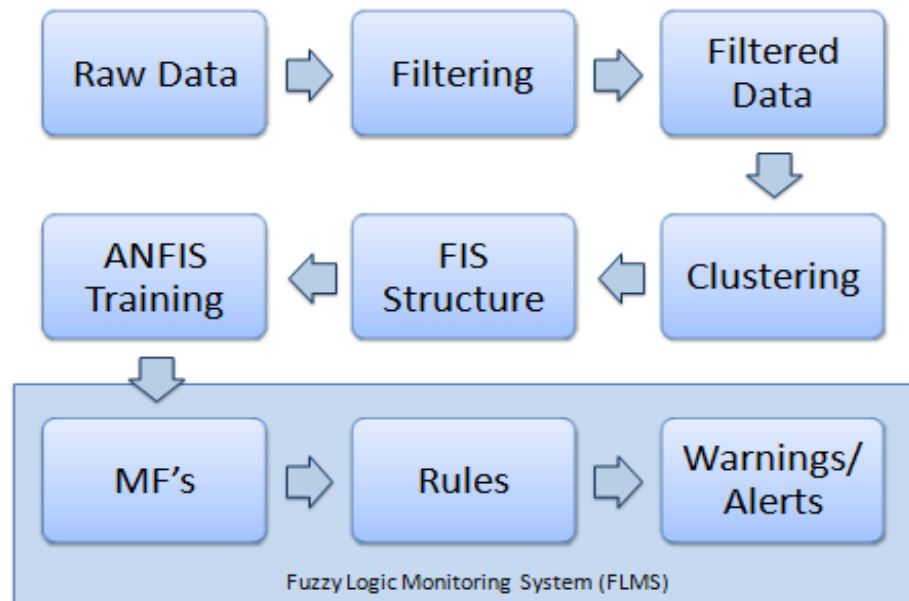 Raw Data
Filtering
Filtered
Data
Clustering
FIS
Structure
ANFIS
Training
MF's
Rules
Warnings/
Alerts
Fuzzy Logic Monitoring System (FLMS)